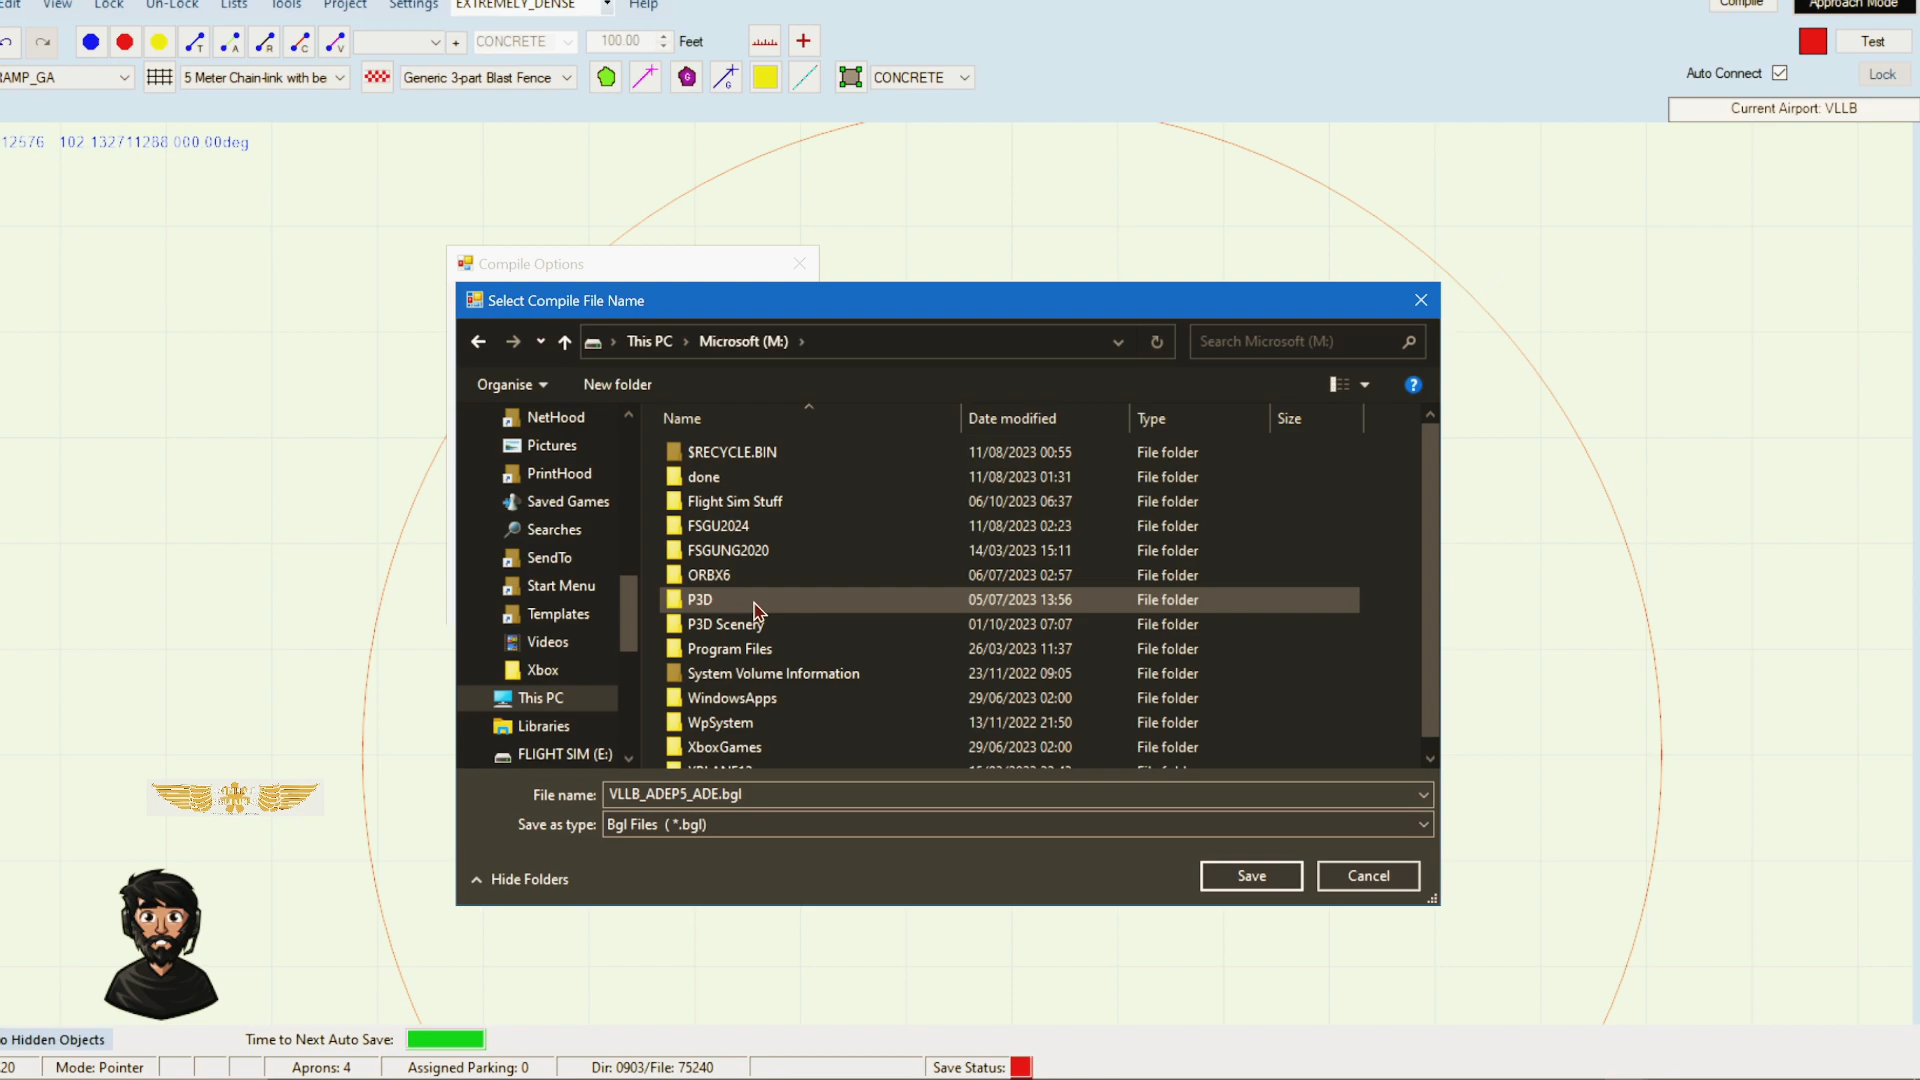 Edit View Lock Un-Lock Lists Tools Project Settings EXTREMELY_DENSE Help Compile Approach Mode
CONCRETE 100.00 Feet Test
RAMP_GA 5 Meter Chain-link with be Generic 3-part Blast Fence CONCRETE Auto Connect Lock
Current Airport: VLLB
12576 102 132711288 000 00deg
Compile Options
Select Compile File Name
This PC Microsoft (M:) Search Microsoft (M:)
Organise New folder
NetHood
Pictures
PrintHood
Saved Games
Searches
SendTo
Start Menu
Templates
Videos
Xbox
This PC
Libraries
FLIGHT SIM (E:)
Name Date modified Type Size
$RECYCLE.BIN 11/08/2023 00:55 File folder
done 11/08/2023 01:31 File folder
Flight Sim Stuff 06/10/2023 06:37 File folder
FSGU2024 11/08/2023 02:23 File folder
FSGUNG2020 14/03/2023 15:11 File folder
ORBX6 06/07/2023 02:57 File folder
P3D 05/07/2023 13:56 File folder
P3D Scenery 01/10/2023 07:07 File folder
Program Files 26/03/2023 11:37 File folder
System Volume Information 23/11/2022 09:05 File folder
WindowsApps 29/06/2023 02:00 File folder
WpSystem 13/11/2022 21:50 File folder
XboxGames 29/06/2023 02:00 File folder
File name: VLLB_ADEP5_ADE.bgl
Save as type: Bgl Files ( *.bgl)
Hide Folders Save Cancel
o Hidden Objects Time to Next Auto Save:
20 Mode: Pointer Aprons: 4 Assigned Parking: 0 Dir: 0903/File: 75240 Save Status: